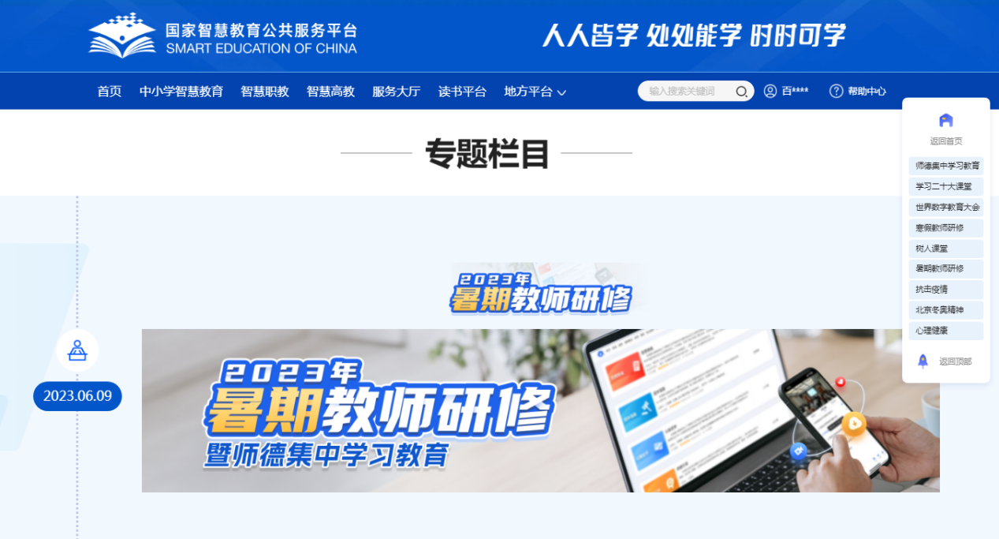 国家智慧教育公共服务平台
SMART EDUCATION OF CHINA
人人皆学 处处能学 时时可学
首页 中小学智慧教育 智慧职教 智慧高教 服务大厅 读书平台 地方平台
输入搜索关键词
百****
帮助中心
专题栏目
返回首页
师德集中学习教育
学习二十大课堂
世界数字教育大会
寒假教师研修
树人课堂
暑期教师研修
抗击疫情
北京冬奥精神
心理健康
返回顶部
2023年
暑期教师研修
2023.06.09
2023年
暑期教师研修
暨师德集中学习教育